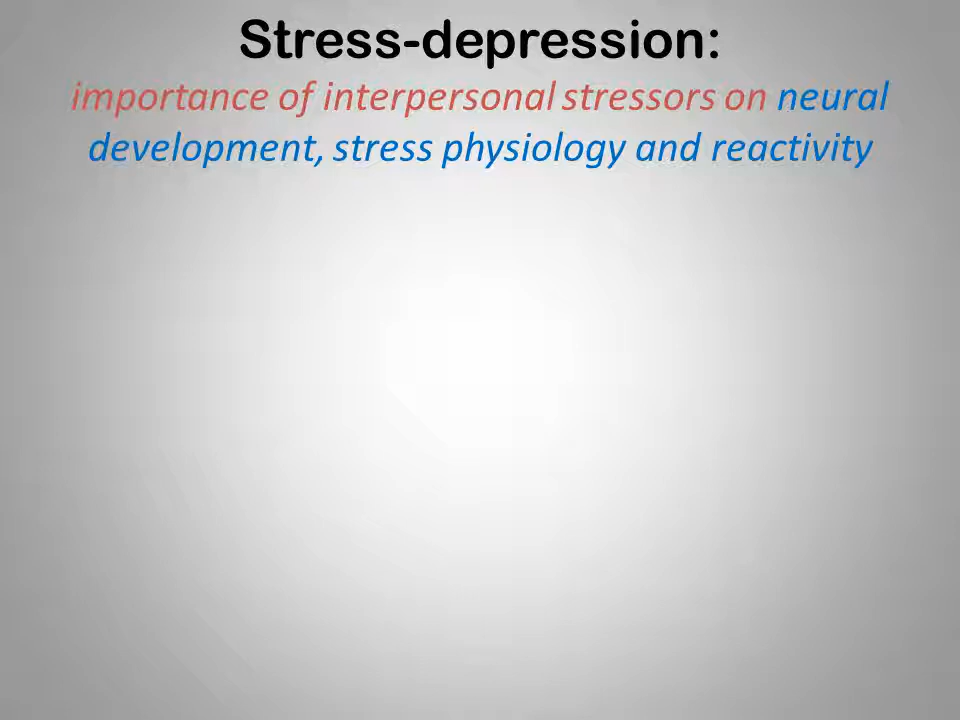 Stress-depression:
importance of interpersonal stressors on neural
development, stress physiology and reactivity